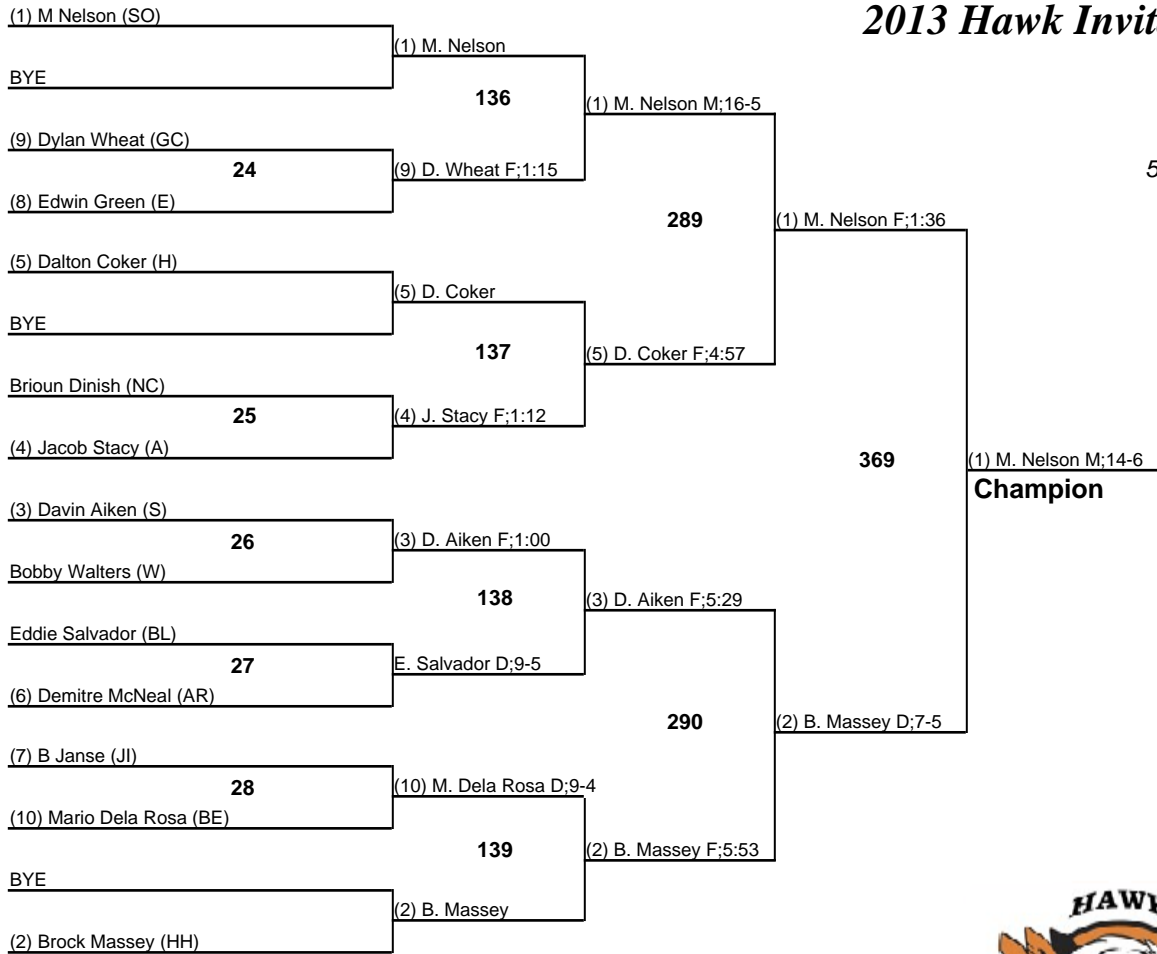 2013 Hawk Invit
(1) M Nelson (SO)
BYE
(9) Dylan Wheat (GC)
24
(8) Edwin Green (E)
(5) Dalton Coker (H)
BYE
Brioun Dinish (NC)
25
(4) Jacob Stacy (A)
(3) Davin Aiken (S)
26
Bobby Walters (W)
Eddie Salvador (BL)
27
(6) Demitre McNeal (AR)
(7) B Janse (JI)
28
(10) Mario Dela Rosa (BE)
BYE
(2) Brock Massey (HH)
(1) M. Nelson
136
(9) D. Wheat F;1:15
(5) D. Coker
137
(4) J. Stacy F;1:12
(3) D. Aiken F;1:00
138
E. Salvador D;9-5
(10) M. Dela Rosa D;9-4
139
(2) B. Massey
(1) M. Nelson M;16-5
289
(5) D. Coker F;4:57
(3) D. Aiken F;5:29
290
(2) B. Massey F;5:53
(1) M. Nelson F;1:36
369
(2) B. Massey D;7-5
(1) M. Nelson M;14-6
Champion
5
HAWK